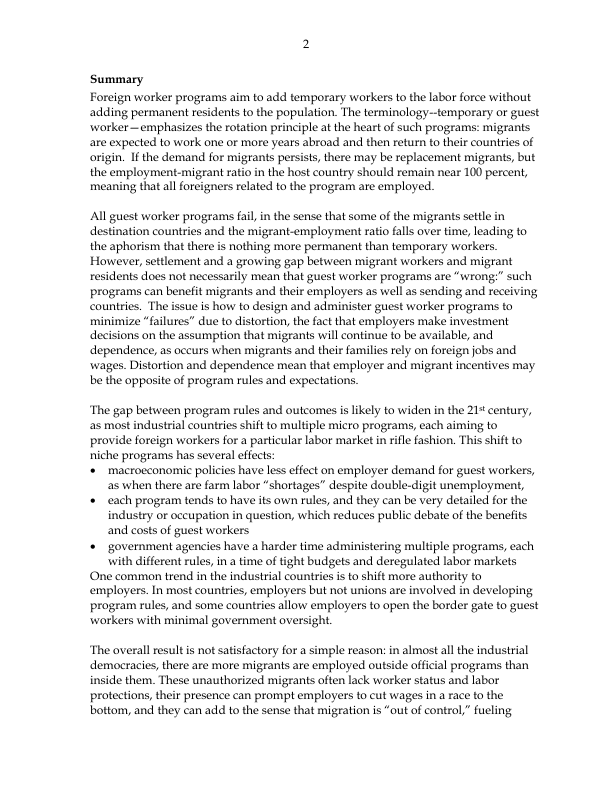 2
Summary
Foreign worker programs aim to add temporary workers to the labor force without
adding permanent residents to the population. The terminology--temporary or guest
worker—emphasizes the rotation principle at the heart of such programs: migrants
are expected to work one or more years abroad and then return to their countries of
origin.  If the demand for migrants persists, there may be replacement migrants, but
the employment-migrant ratio in the host country should remain near 100 percent,
meaning that all foreigners related to the program are employed.
All guest worker programs fail, in the sense that some of the migrants settle in
destination countries and the migrant-employment ratio falls over time, leading to
the aphorism that there is nothing more permanent than temporary workers.
However, settlement and a growing gap between migrant workers and migrant
residents does not necessarily mean that guest worker programs are “wrong:” such
programs can benefit migrants and their employers as well as sending and receiving
countries.  The issue is how to design and administer guest worker programs to
minimize “failures” due to distortion, the fact that employers make investment
decisions on the assumption that migrants will continue to be available, and
dependence, as occurs when migrants and their families rely on foreign jobs and
wages. Distortion and dependence mean that employer and migrant incentives may
be the opposite of program rules and expectations.
The gap between program rules and outcomes is likely to widen in the 21st century,
as most industrial countries shift to multiple micro programs, each aiming to
provide foreign workers for a particular labor market in rifle fashion. This shift to
niche programs has several effects:
• macroeconomic policies have less effect on employer demand for guest workers,
as when there are farm labor “shortages” despite double-digit unemployment,
• each program tends to have its own rules, and they can be very detailed for the
industry or occupation in question, which reduces public debate of the benefits
and costs of guest workers
• government agencies have a harder time administering multiple programs, each
with different rules, in a time of tight budgets and deregulated labor markets
One common trend in the industrial countries is to shift more authority to
employers. In most countries, employers but not unions are involved in developing
program rules, and some countries allow employers to open the border gate to guest
workers with minimal government oversight.
The overall result is not satisfactory for a simple reason: in almost all the industrial
democracies, there are more migrants are employed outside official programs than
inside them. These unauthorized migrants often lack worker status and labor
protections, their presence can prompt employers to cut wages in a race to the
bottom, and they can add to the sense that migration is “out of control,” fueling